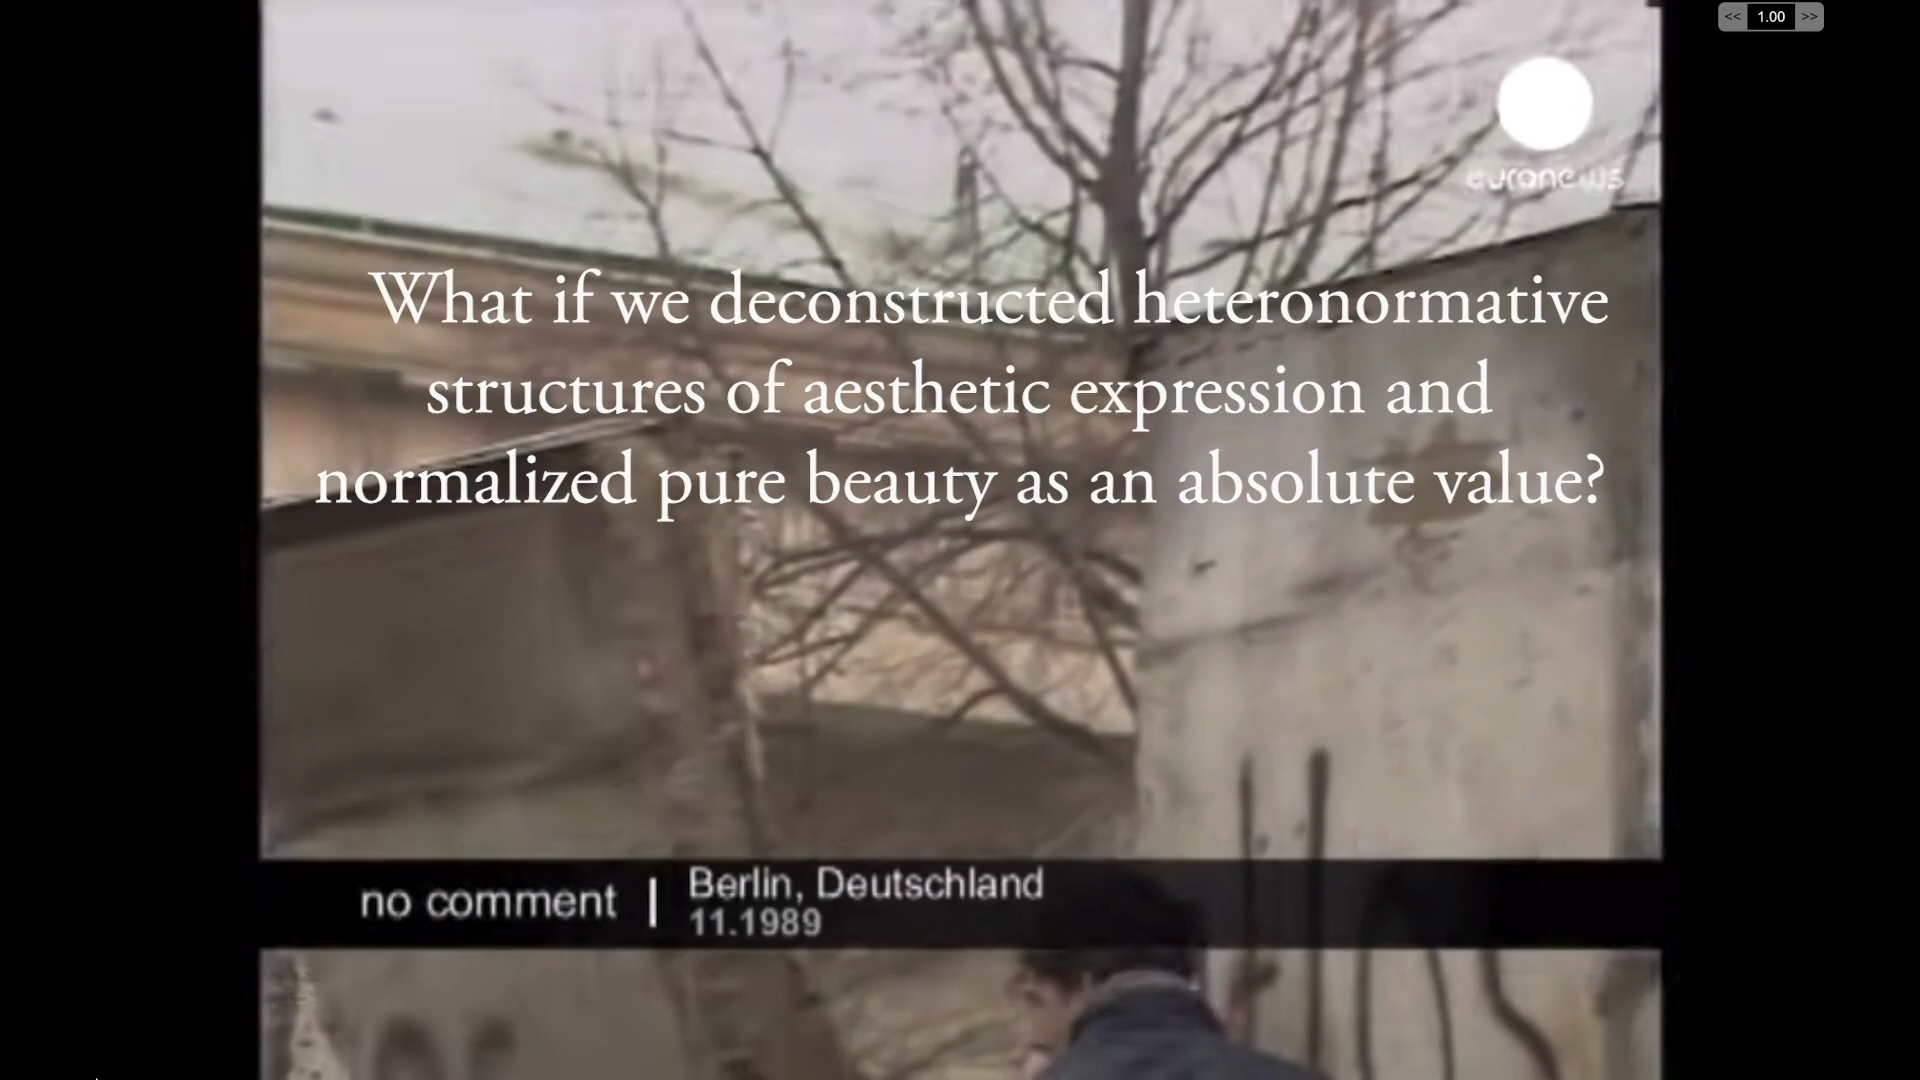 << 1.00 >>
euronews
What if we deconstructed heteronormative
structures of aesthetic expression and
normalized pure beauty as an absolute value?
no comment | Berlin, Deutschland
11.1989